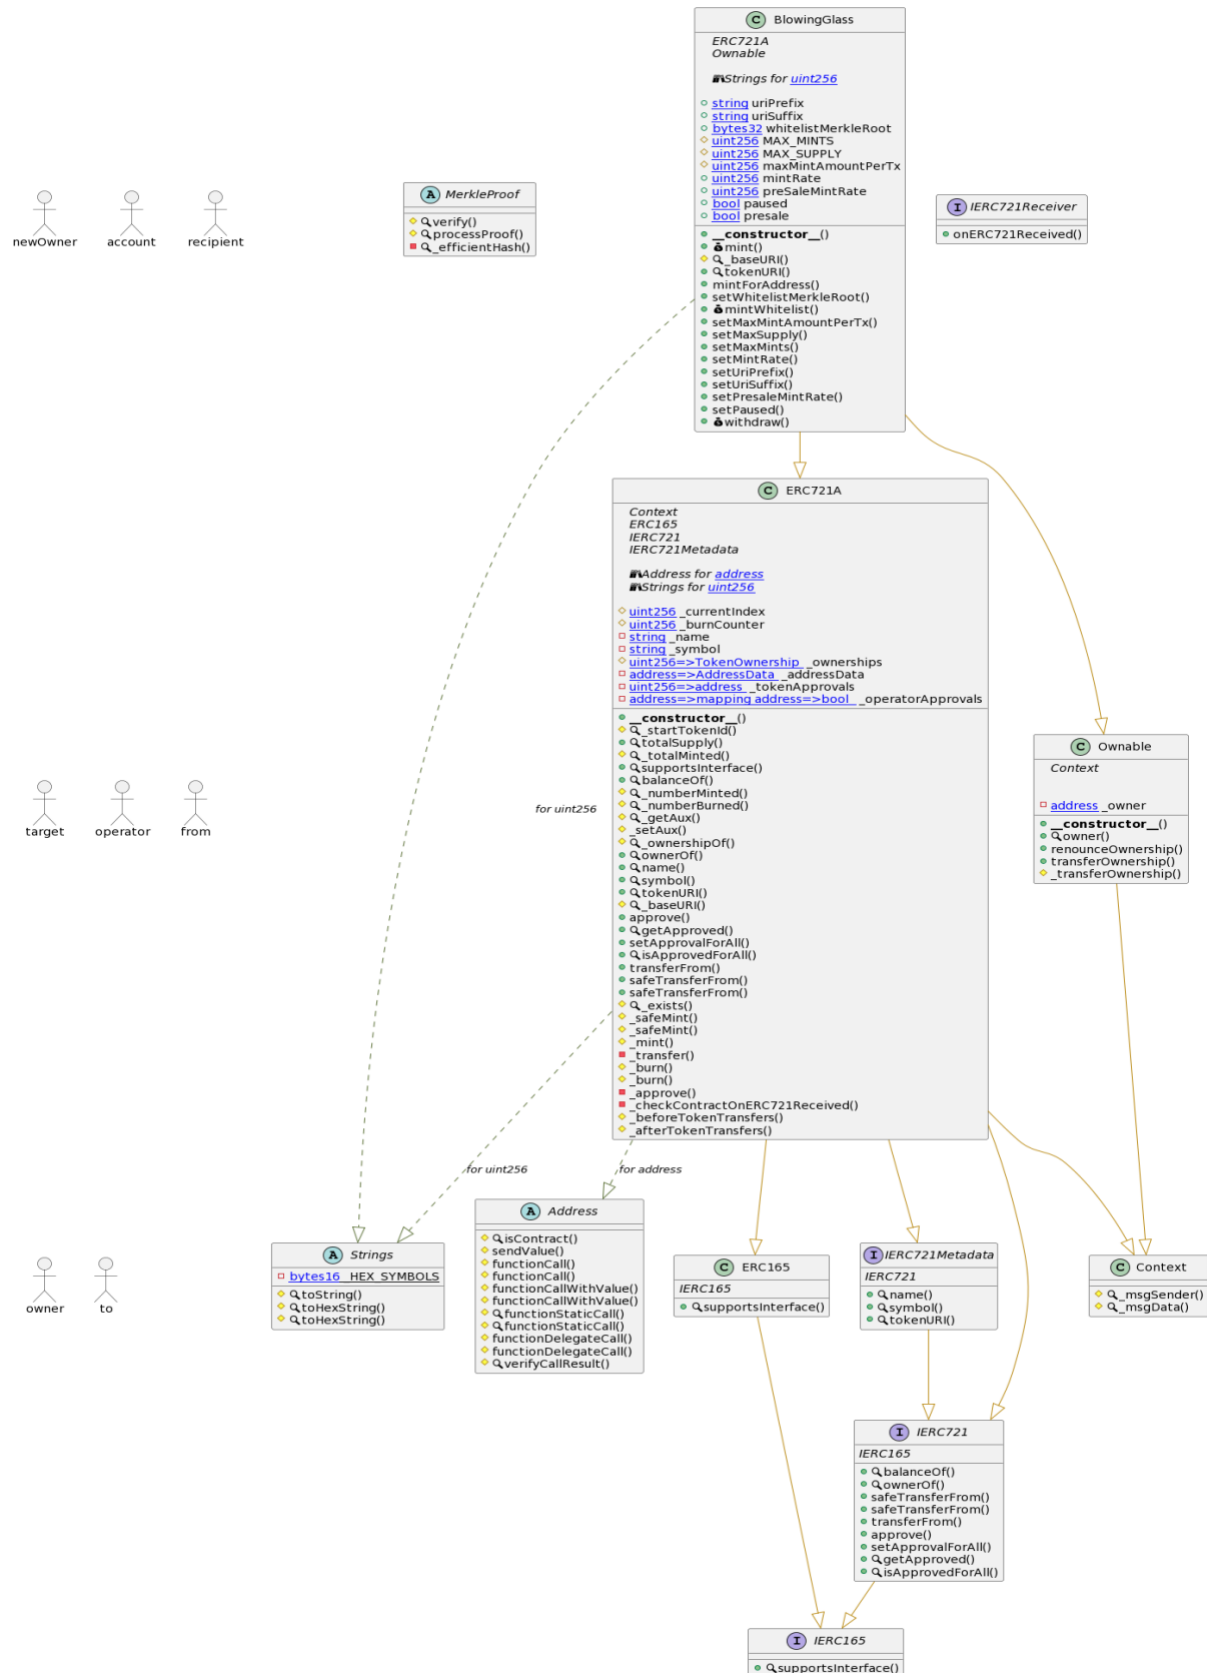 C BlowingGlass
ERC721A
Ownable
Strings for uint256
string uriPrefix
string uriSuffix
bytes32 whitelistMerkleRoot
uint256 MAX_MINTS
uint256 MAX_SUPPLY
uint256 maxMintAmountPerTx
uint256 mintRate
uint256 preSaleMintRate
bool paused
bool presale
__constructor__()
mint()
_baseURI()
tokenURI()
mintForAddress()
setWhitelistMerkleRoot()
mintWhitelist()
setMaxMintAmountPerTx()
setMaxSupply()
setMaxMints()
setMintRate()
setUriPrefix()
setUriSuffix()
setPresaleMintRate()
setPaused()
withdraw()
newOwner
account
recipient
A MerkleProof
verify()
processProof()
_efficientHash()
I IERC721Receiver
onERC721Received()
C ERC721A
Context
ERC165
IERC721
IERC721Metadata
Address for address
Strings for uint256
uint256 _currentIndex
uint256 _burnCounter
string _name
string _symbol
uint256=>TokenOwnership _ownerships
address=>AddressData _addressData
uint256=>address _tokenApprovals
address=>mapping address=>bool _operatorApprovals
__constructor__()
_startTokenId()
totalSupply()
_totalMinted()
supportsInterface()
balanceOf()
_numberMinted()
_numberBurned()
_getAux()
_setAux()
_ownershipOf()
ownerOf()
name()
symbol()
tokenURI()
_baseURI()
approve()
getApproved()
setApprovalForAll()
isApprovedForAll()
transferFrom()
safeTransferFrom()
safeTransferFrom()
_exists()
_safeMint()
_safeMint()
_mint()
_transfer()
_burn()
_burn()
_approve()
_checkContractOnERC721Received()
_beforeTokenTransfers()
_afterTokenTransfers()
target
operator
from
for uint256
C Ownable
Context
address _owner
__constructor__()
owner()
renounceOwnership()
transferOwnership()
_transferOwnership()
for uint256
for address
owner
to
A Strings
bytes16 _HEX_SYMBOLS
toString()
toHexString()
toHexString()
A Address
isContract()
sendValue()
functionCall()
functionCall()
functionCallWithValue()
functionCallWithValue()
functionStaticCall()
functionStaticCall()
functionDelegateCall()
functionDelegateCall()
verifyCallResult()
C ERC165
IERC165
supportsInterface()
I IERC721Metadata
IERC721
name()
symbol()
tokenURI()
C Context
_msgSender()
_msgData()
I IERC721
IERC165
balanceOf()
ownerOf()
safeTransferFrom()
safeTransferFrom()
transferFrom()
approve()
setApprovalForAll()
getApproved()
isApprovedForAll()
I IERC165
supportsInterface()